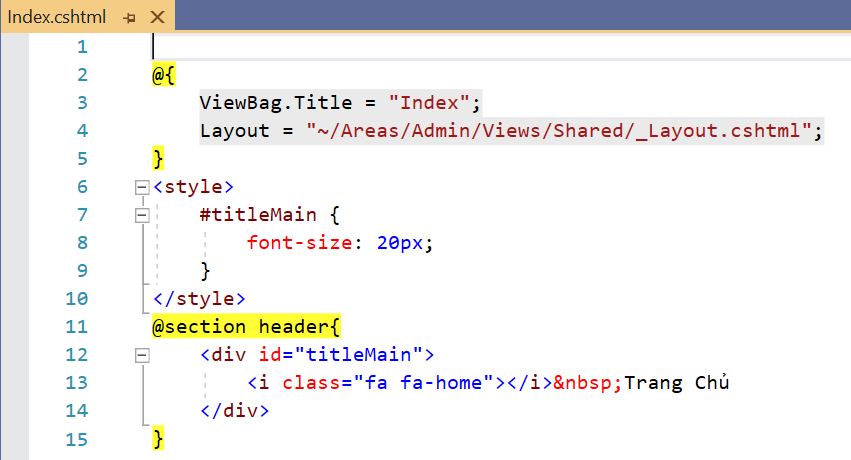 Index.cshtml
1
2 @{
3 ViewBag.Title = "Index";
4 Layout = "~/Areas/Admin/Views/Shared/_Layout.cshtml";
5 }
6 <style>
7 #titleMain {
8 font-size: 20px;
9 }
10 </style>
11 @section header{
12 <div id="titleMain">
13 <i class="fa fa-home"></i>&nbsp;Trang Chủ
14 </div>
15 }